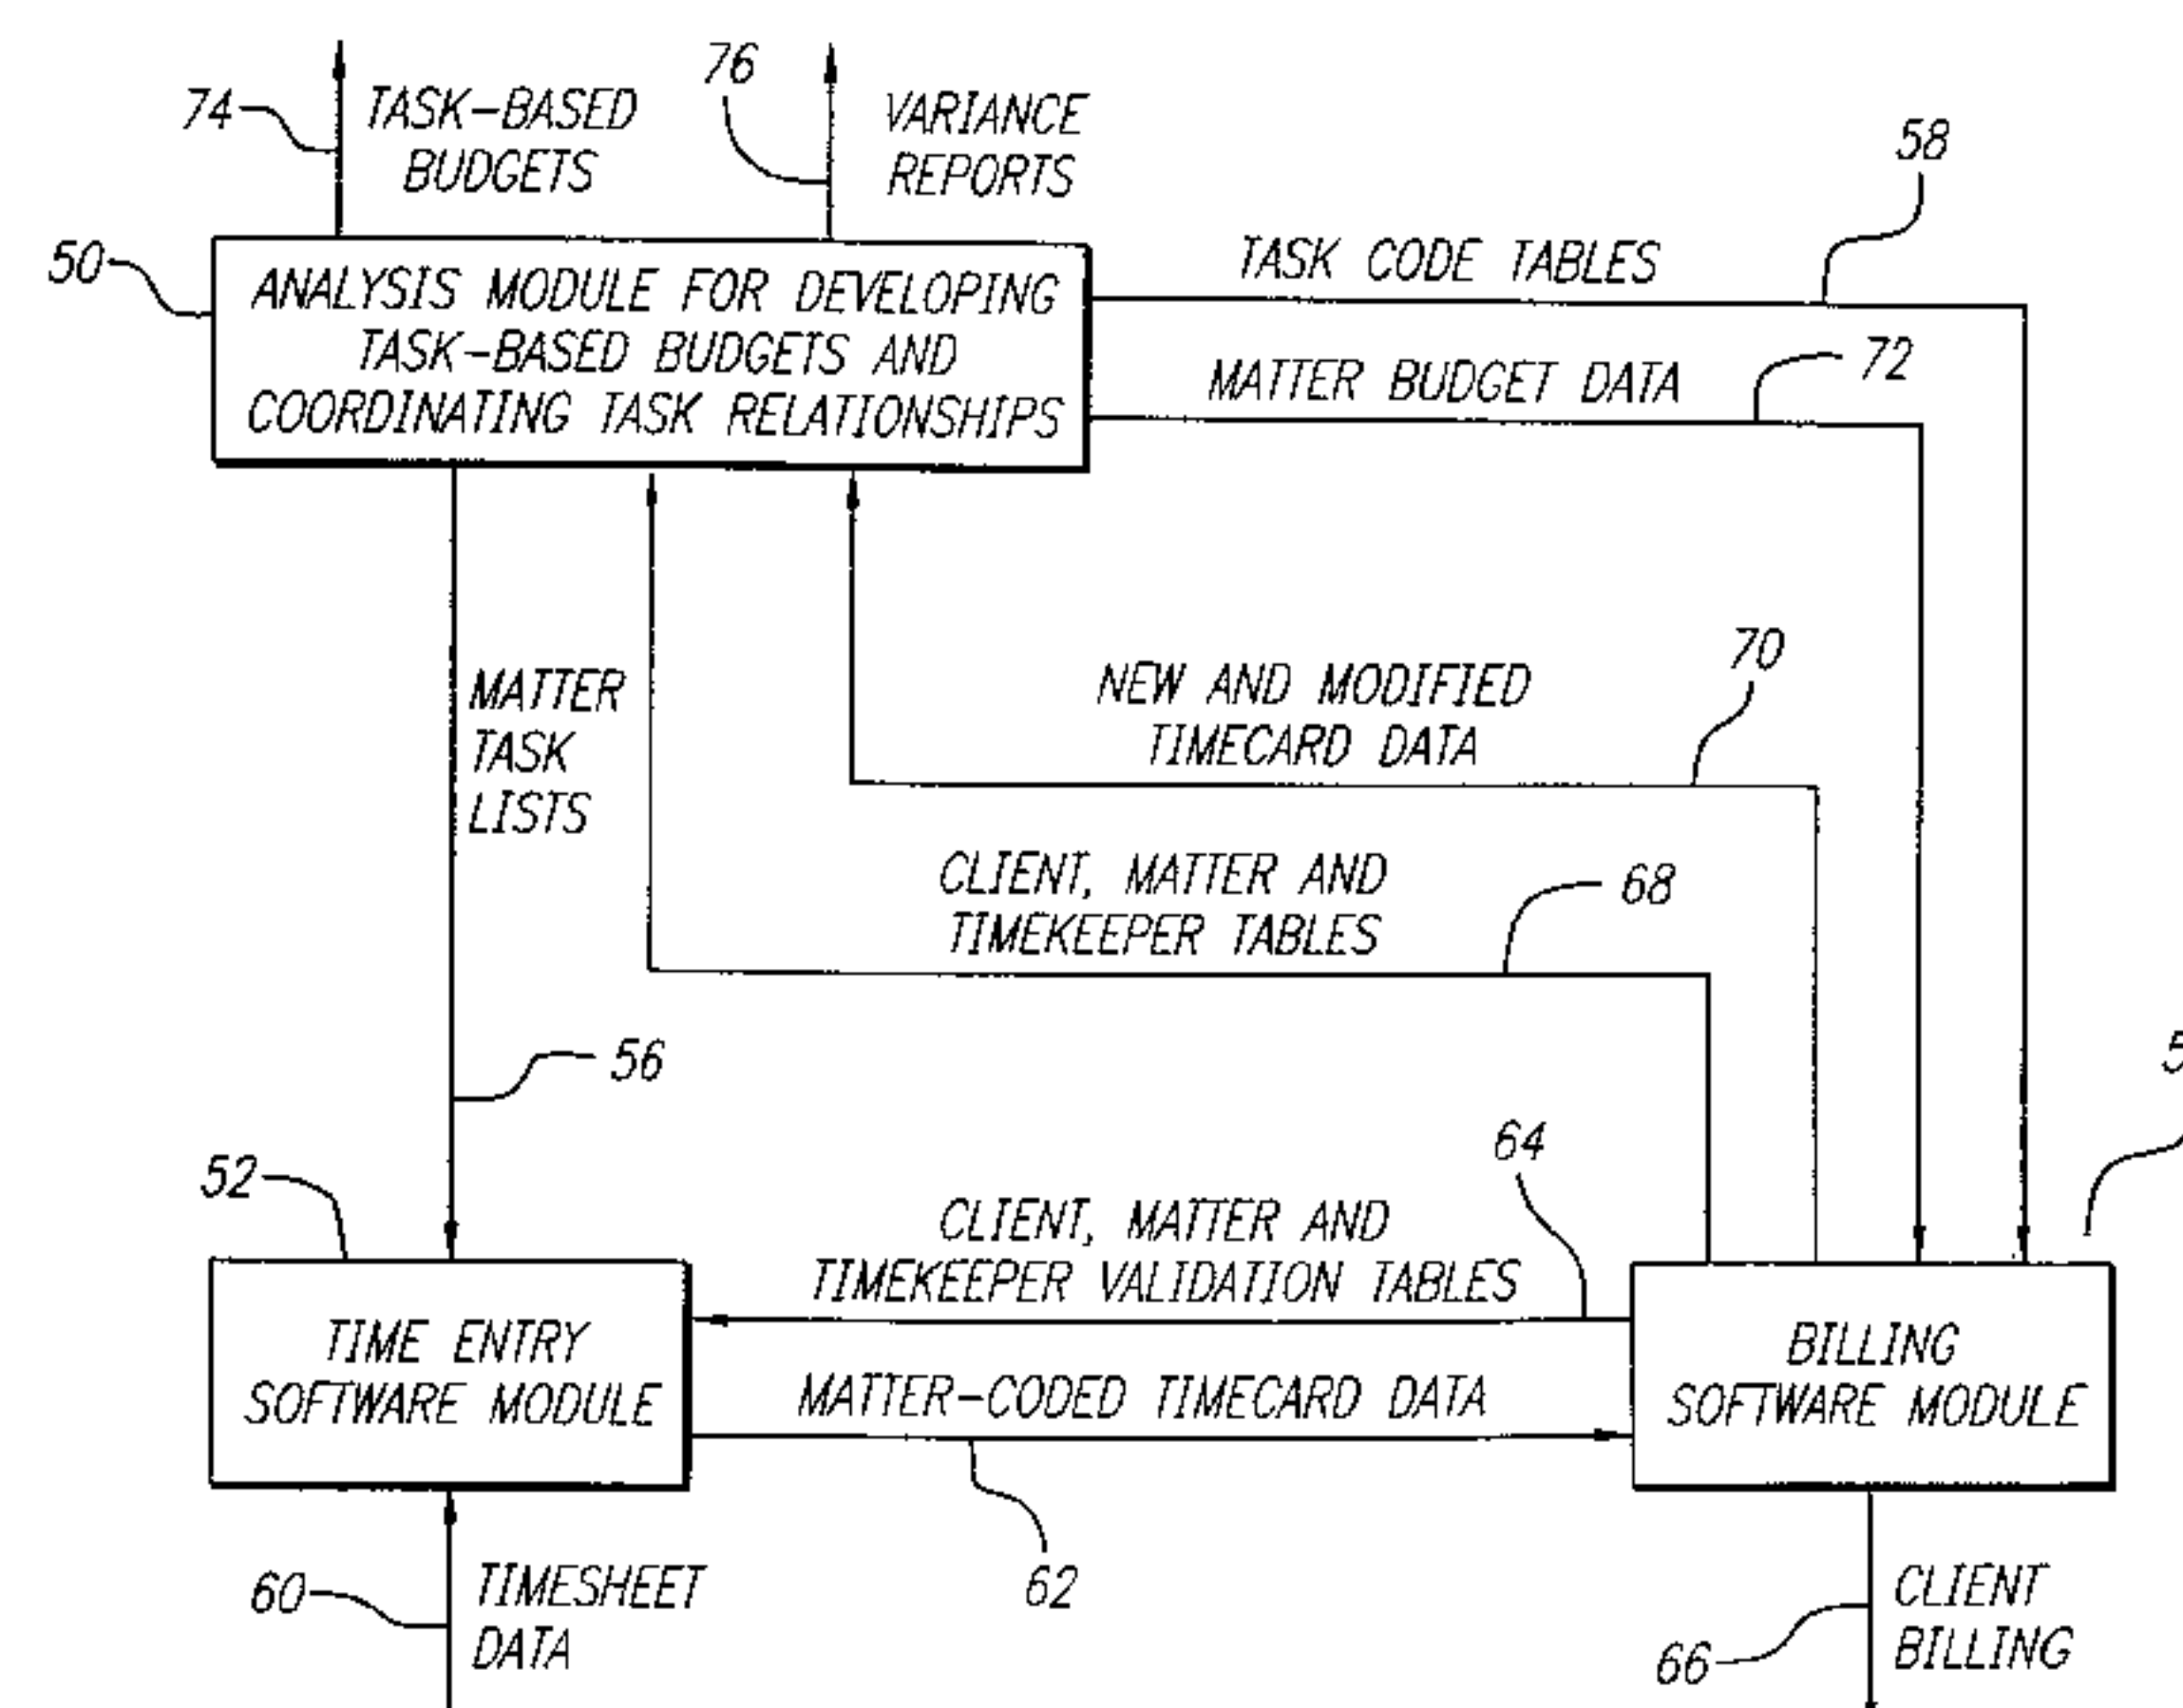 74
TASK-BASED
BUDGETS
76
VARIANCE
REPORTS
58
50
ANALYSIS MODULE FOR DEVELOPING
TASK-BASED BUDGETS AND
COORDINATING TASK RELATIONSHIPS
TASK CODE TABLES
72
MATTER BUDGET DATA
70
NEW AND MODIFIED
TIMECARD DATA
MATTER
TASK
LISTS
68
CLIENT, MATTER AND
TIMEKEEPER TABLES
56
5
52
64
CLIENT, MATTER AND
TIMEKEEPER VALIDATION TABLES
TIME ENTRY
SOFTWARE MODULE
MATTER-CODED TIMECARD DATA
BILLING
SOFTWARE MODULE
60
TIMESHEET
DATA
62
66
CLIENT
BILLING